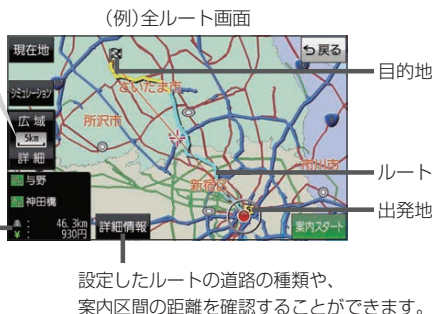 (例)全ルート画面
現在地
戻る
目的地
シミュレーション
さいたま市
広域
所沢市
5km
詳細
市川市
ルート
与野
新宿区
神田橋
出発地
46.3km
¥ : 930円
詳細情報
案内スタート
設定したルートの道路の種類や、
案内区間の距離を確認することができます。